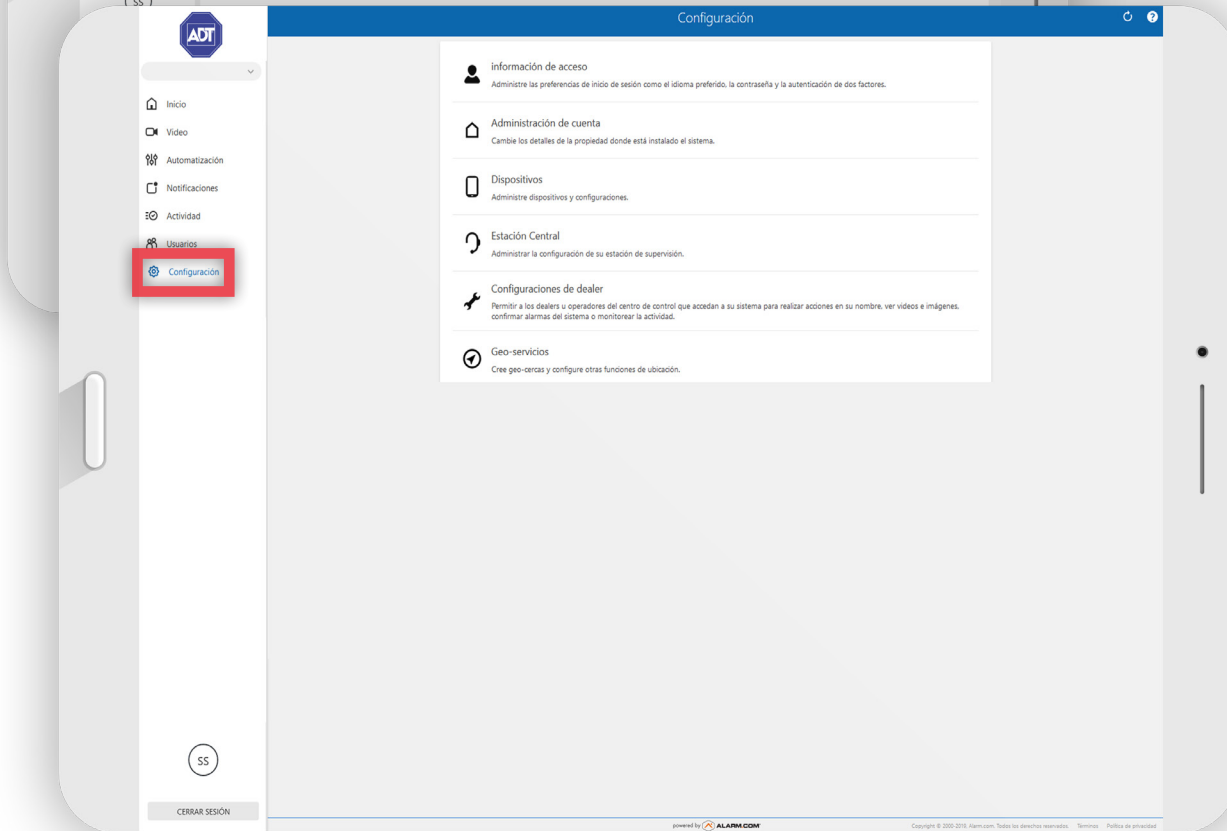 SS
ADT
Configuración
Inicio
Video
Automatización
Notificaciones
Actividad
Usuarios
Configuración
información de acceso
Administre las preferencias de inicio de sesión como el idioma preferido, la contraseña y la autenticación de dos factores.
Administración de cuenta
Cambie los detalles de la propiedad donde está instalado el sistema.
Dispositivos
Administre dispositivos y configuraciones.
Estación Central
Administrar la configuración de su estación de supervisión.
Configuraciones de dealer
Permitir a los dealers u operadores del centro de control que accedan a su sistema para realizar acciones en su nombre, ver videos e imágenes,
confirmar alarmas del sistema o monitorear la actividad.
Geo-servicios
Cree geo-cercas y configure otras funciones de ubicación.
SS
CERRAR SESIÓN
powered by ALARM.COM
Copyright © 2000-2018 Alarm.com. Todos los derechos reservados Términos Política de privacidad